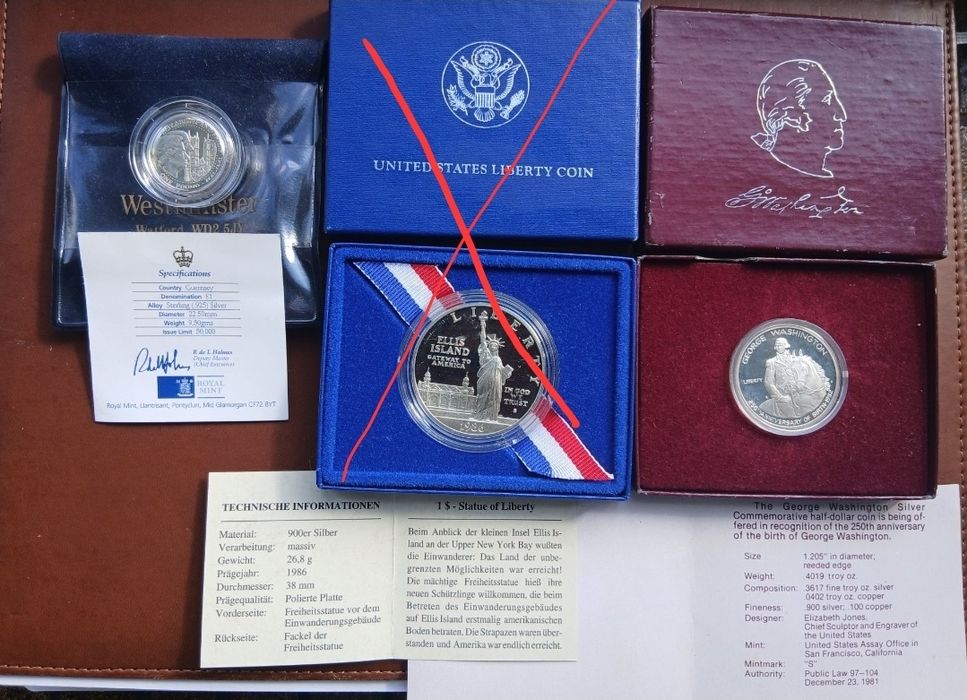 ONE POUND
Westminster
Watford WD2 5JY
Specifications
Country Guernsey
Denomination £1
Alloy Sterling (.925) Silver
Diameter 22.50mm
Weight 9.50gms
Issue Limit 50,000
R de L Holmes
Deputy Master
(Chief Executive)
ROYAL
MINT
Royal Mint, Llantrisant, Pontyclun, Mid Glamorgan CF72 8YT
UNITED STATES LIBERTY COIN
LIBERTY
ELLIS
ISLAND
GATEWAY TO
AMERICA
IN GOD
WE
TRUST
S
1986
G Washington
GEORGE WASHINGTON
LIBERTY
250TH ANNIVERSARY OF BIRTH
TECHNISCHE INFORMATIONEN
Material: 900er Silber
Verarbeitung: massiv
Gewicht: 26,8 g
Prägejahr: 1986
Durchmesser: 38 mm
Prägequalität: Polierte Platte
Vorderseite: Freiheitsstatue vor dem
Einwanderungsgebäude
Rückseite: Fackel der
Freiheitsstatue
1 $ - Statue of Liberty
Beim Anblick der kleinen Insel Ellis Is-
land an der Upper New York Bay wußten
die Einwanderer: Das Land der unbe-
grenzten Möglichkeiten war erreicht!
Die mächtige Freiheitsstatue hieß ihre
neuen Schützlinge willkommen, die beim
Betreten des Einwanderungsgebäudes
auf Ellis Island erstmalig amerikanischen
Boden betraten. Die Strapazen waren über-
standen und Amerika war endlich erreicht.
The George Washington Silver
Commemorative half-dollar coin is being of-
fered in recognition of the 250th anniversary
of the birth of George Washington.
Size 1.205" in diameter;
reeded edge
Weight: .4019 troy oz.
Composition: .3617 fine troy oz. silver
.0402 troy oz. copper
Fineness: .900 silver; .100 copper
Designer: Elizabeth Jones,
Chief Sculptor and Engraver of
the United States
Mint: United States Assay Office in
San Francisco, California
Mintmark: "S"
Authority: Public Law 97-104
December 23, 1981